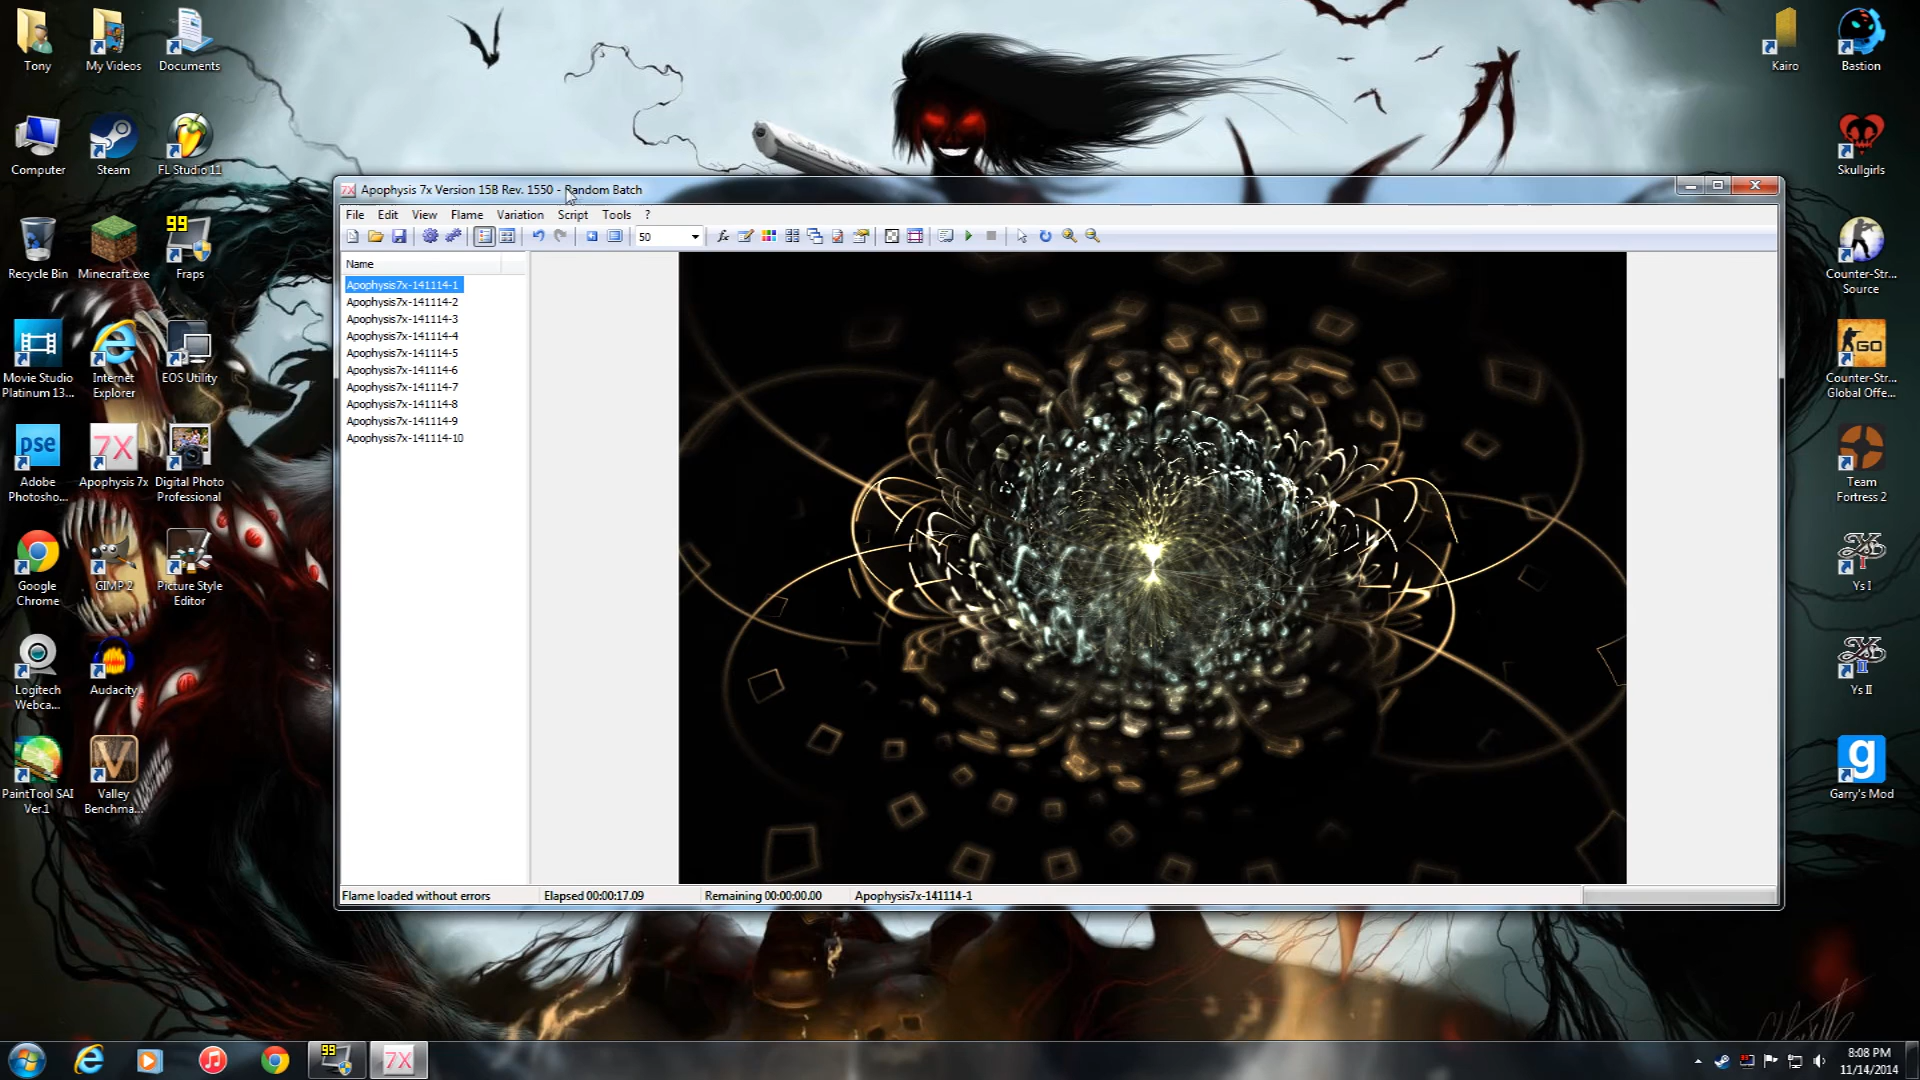 Tony
My Videos
Documents
Kairo
Bastion
Computer
Steam
FL Studio 11
Skullgirls
Apophysis 7x Version 15B Rev. 1550 - Random Batch
File Edit View Flame Variation Script Tools ?
50
Name
Apophysis7x-141114-1
Apophysis7x-141114-2
Apophysis7x-141114-3
Apophysis7x-141114-4
Apophysis7x-141114-5
Apophysis7x-141114-6
Apophysis7x-141114-7
Apophysis7x-141114-8
Apophysis7x-141114-9
Apophysis7x-141114-10
Flame loaded without errors
Elapsed 00:00:17.09
Remaining 00:00:00.00
Apophysis7x-141114-1
99
Recycle Bin
Minecraft.exe
Fraps
Counter-Str...
Source
Movie Studio
Platinum 13...
Internet
Explorer
EOS Utility
GO
Counter-Str...
Global Offe...
pse
7X
Adobe
Photosho...
Apophysis 7x
Digital Photo
Professional
Team
Fortress 2
Google
Chrome
GIMP 2
Picture Style
Editor
Ys I
Logitech
Webca...
Audacity
Ys II
PaintTool SAI
Ver.1
V
Valley
Benchma...
g
Garry's Mod
99
7X
8:08 PM
11/14/2014